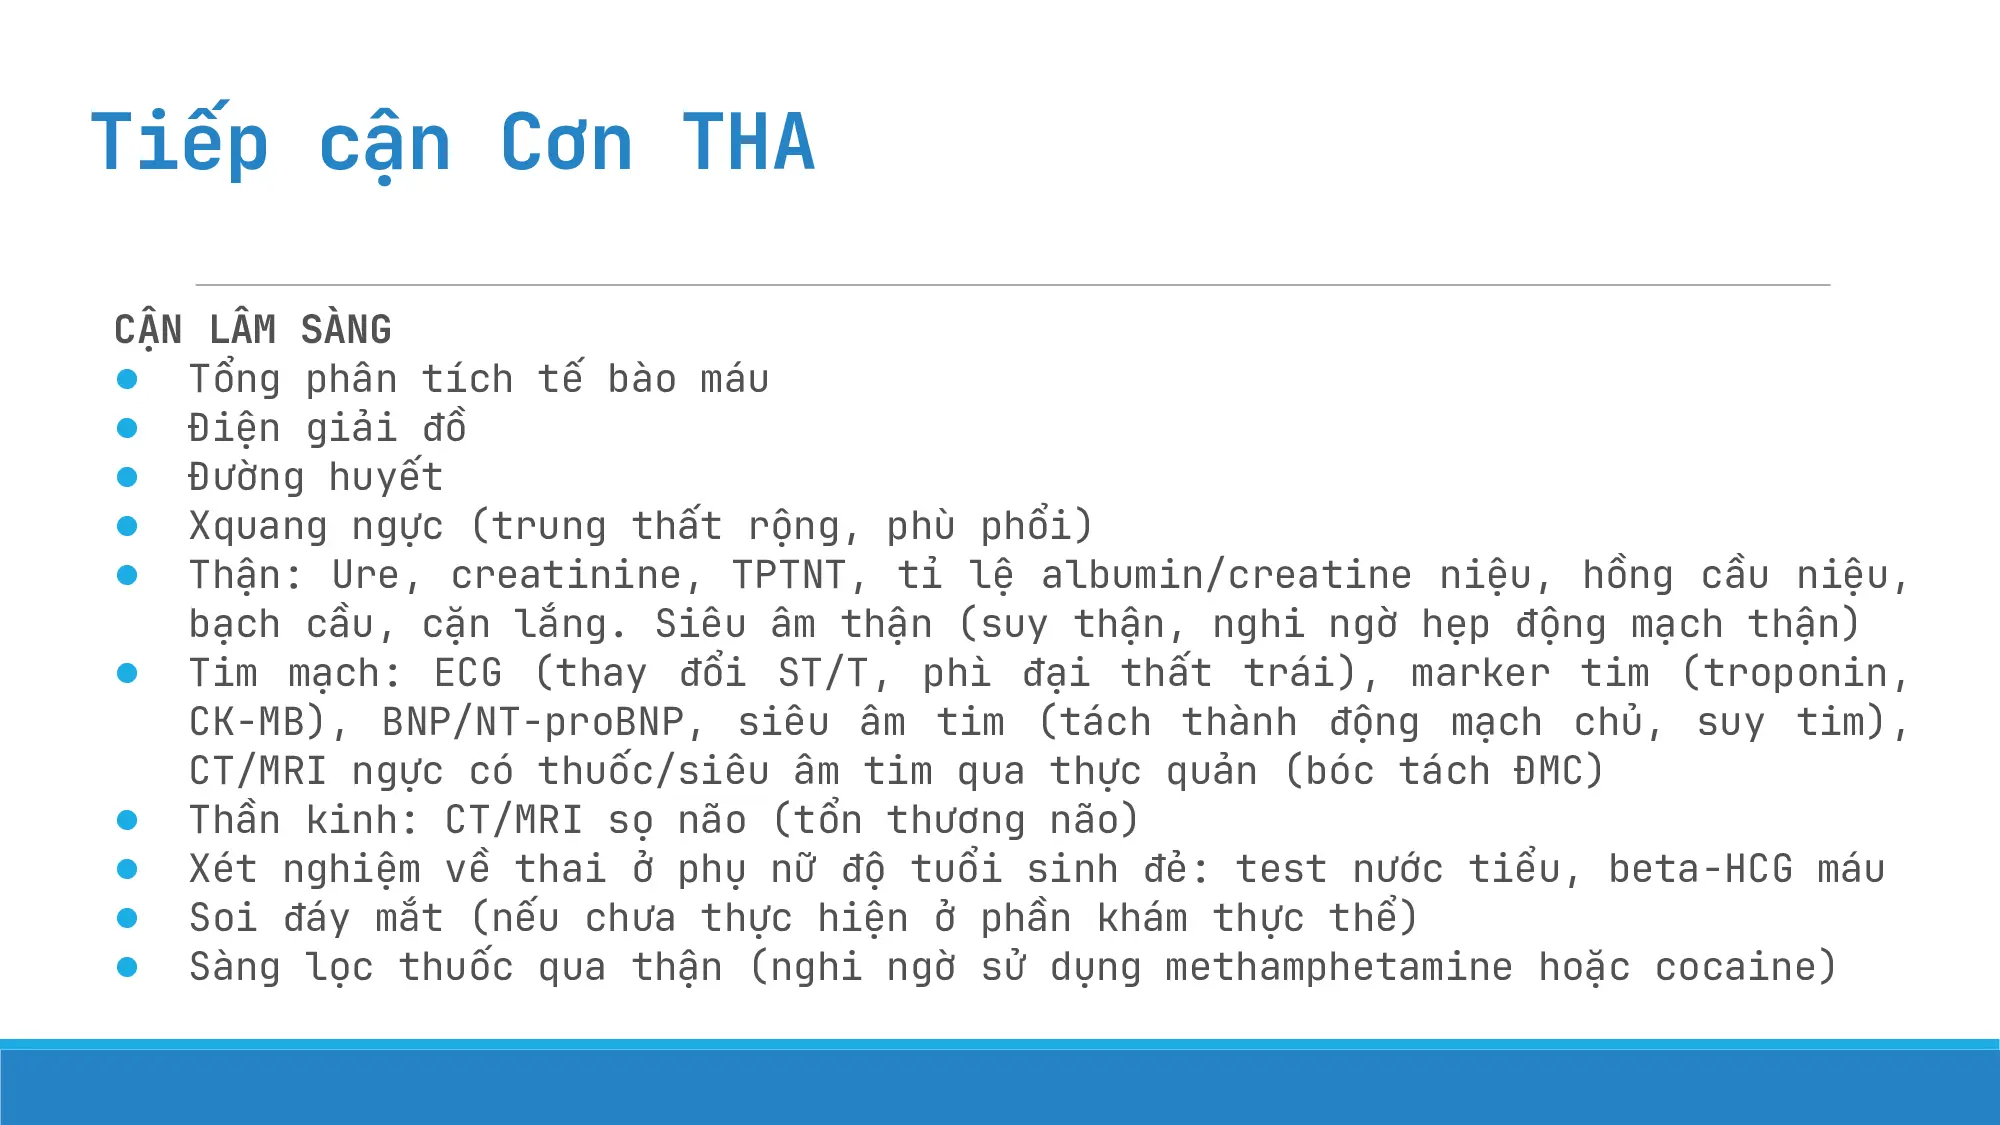 Tiếp cận Cơn THA
CẬN LÂM SÀNG
● Tổng phân tích tế bào máu
● Điện giải đồ
● Đường huyết
● Xquang ngực (trung thất rộng, phù phổi)
● Thận: Ure, creatinine, TPTNT, tỉ lệ albumin/creatine niệu, hồng cầu niệu,
bạch cầu, cặn lắng. Siêu âm thận (suy thận, nghi ngờ hẹp động mạch thận)
● Tim mạch: ECG (thay đổi ST/T, phì đại thất trái), marker tim (troponin,
CK-MB), BNP/NT-proBNP, siêu âm tim (tách thành động mạch chủ, suy tim),
CT/MRI ngực có thuốc/siêu âm tim qua thực quản (bóc tách ĐMC)
● Thần kinh: CT/MRI sọ não (tổn thương não)
● Xét nghiệm về thai ở phụ nữ độ tuổi sinh đẻ: test nước tiểu, beta-HCG máu
● Soi đáy mắt (nếu chưa thực hiện ở phần khám thực thể)
● Sàng lọc thuốc qua thận (nghi ngờ sử dụng methamphetamine hoặc cocaine)